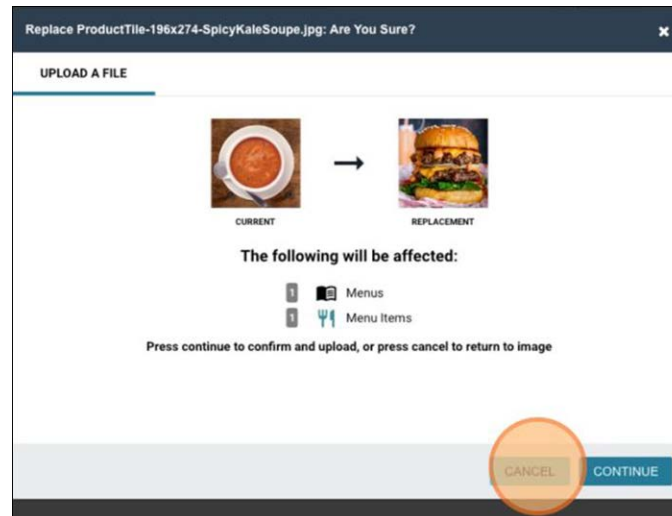 Replace ProductTile-196x274-SpicyKaleSoupe.jpg: Are You Sure?
UPLOAD A FILE
CURRENT
REPLACEMENT
The following will be affected:
1 Menus
1 Menu Items
Press continue to confirm and upload, or press cancel to return to image
CANCEL CONTINUE